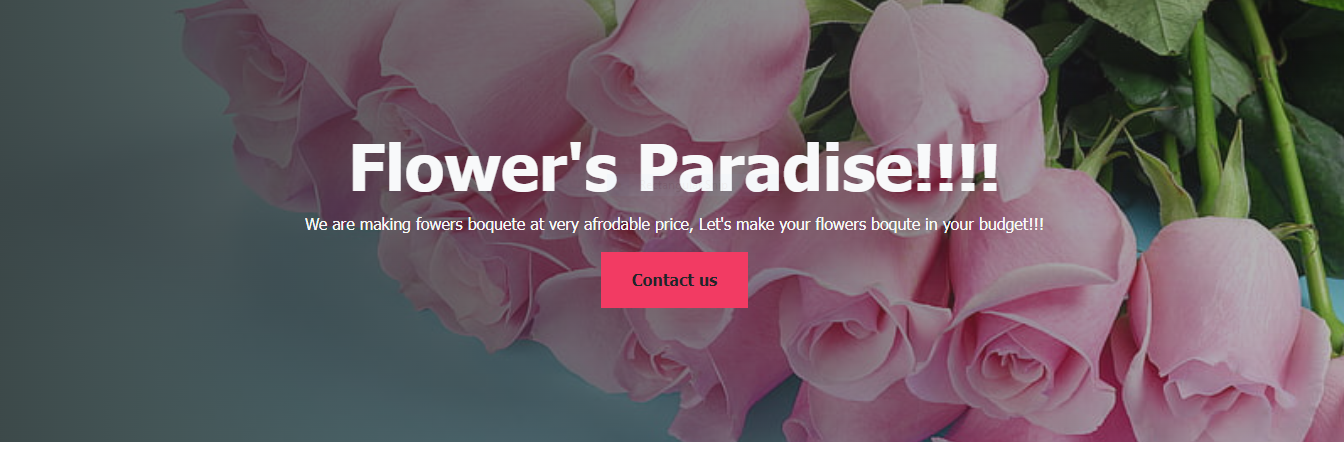 Flower's Paradise!!!!
We are making fowers boquete at very afrodable price, Let's make your flowers boqute in your budget!!!
Contact us